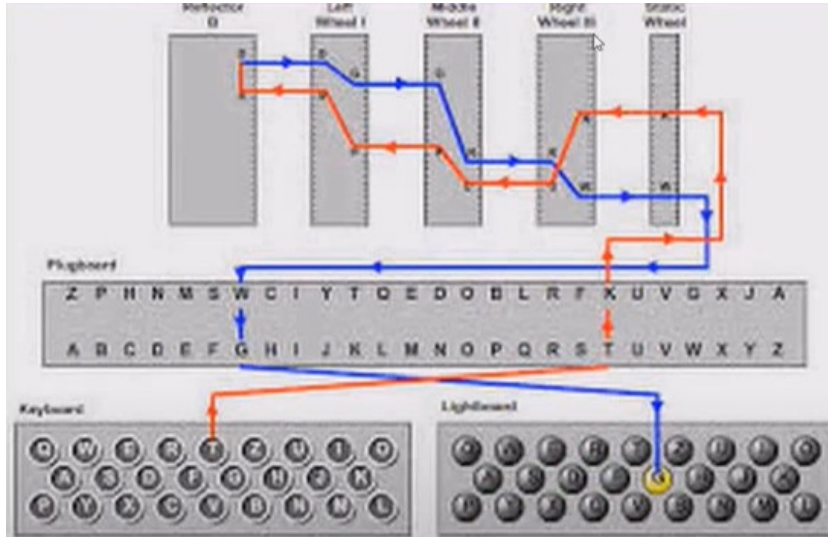 Reflector Left Middle Right Static
B Wheel I Wheel II Wheel III Wheel
Plugboard
Z P H N M S W C I Y T Q E D O B L R F K U V G X J A
A B C D E F G H I J K L M N O P Q R S T U V W X Y Z
Keyboard Lightboard
Q W E R T Z U I O Q W E R T Z U I O
A S D F G H J K A S D F G H J K
P Y X C V B N M L P Y X C V B N M L